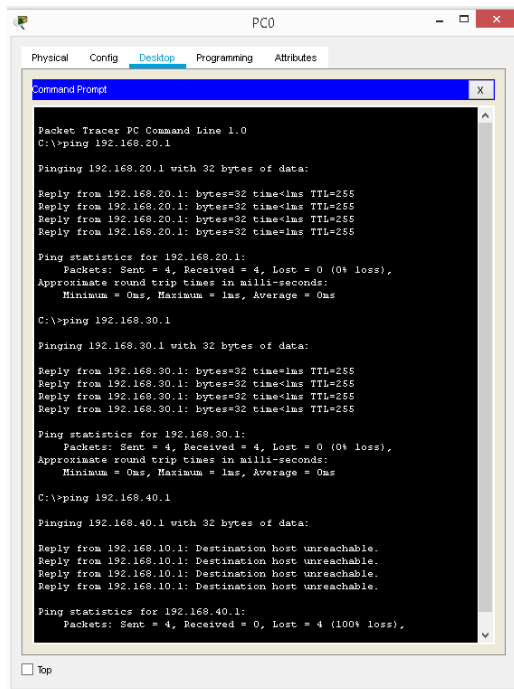 PC0
Physical Config Desktop Programming Attributes
Command Prompt X
Packet Tracer PC Command Line 1.0
C:\>ping 192.168.20.1
Pinging 192.168.20.1 with 32 bytes of data:
Reply from 192.168.20.1: bytes=32 time<1ms TTL=255
Reply from 192.168.20.1: bytes=32 time<1ms TTL=255
Reply from 192.168.20.1: bytes=32 time<1ms TTL=255
Reply from 192.168.20.1: bytes=32 time=1ms TTL=255
Ping statistics for 192.168.20.1:
Packets: Sent = 4, Received = 4, Lost = 0 (0% loss),
Approximate round trip times in milli-seconds:
Minimum = 0ms, Maximum = 1ms, Average = 0ms
C:\>ping 192.168.30.1
Pinging 192.168.30.1 with 32 bytes of data:
Reply from 192.168.30.1: bytes=32 time=1ms TTL=255
Reply from 192.168.30.1: bytes=32 time<1ms TTL=255
Reply from 192.168.30.1: bytes=32 time<1ms TTL=255
Reply from 192.168.30.1: bytes=32 time<1ms TTL=255
Ping statistics for 192.168.30.1:
Packets: Sent = 4, Received = 4, Lost = 0 (0% loss),
Approximate round trip times in milli-seconds:
Minimum = 0ms, Maximum = 1ms, Average = 0ms
C:\>ping 192.168.40.1
Pinging 192.168.40.1 with 32 bytes of data:
Reply from 192.168.10.1: Destination host unreachable.
Reply from 192.168.10.1: Destination host unreachable.
Reply from 192.168.10.1: Destination host unreachable.
Reply from 192.168.10.1: Destination host unreachable.
Ping statistics for 192.168.40.1:
Packets: Sent = 4, Received = 0, Lost = 4 (100% loss),
Top